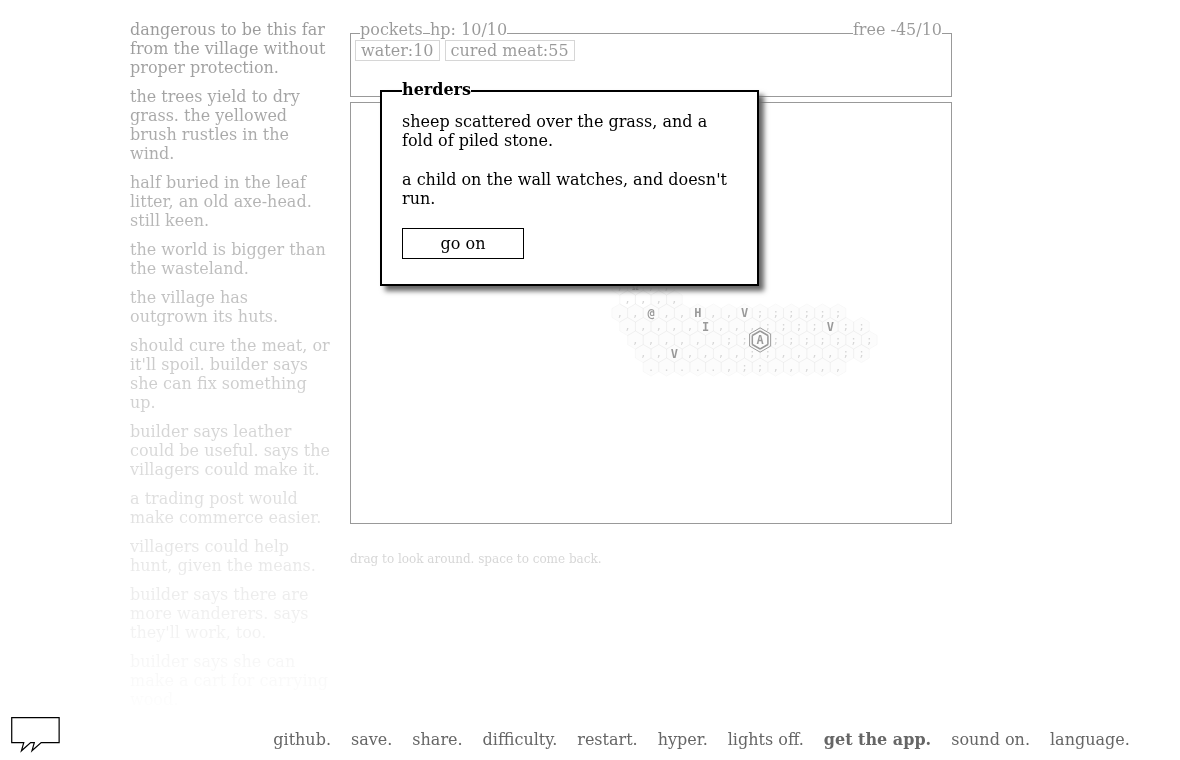 dangerous to be this far
from the village without
proper protection.
the trees yield to dry
grass. the yellowed
brush rustles in the
wind.
half buried in the leaf
litter, an old axe-head.
still keen.
the world is bigger than
the wasteland.
the village has
outgrown its huts.
should cure the meat, or
it'll spoil. builder says
she can fix something
up.
builder says leather
could be useful. says the
villagers could make it.
a trading post would
make commerce easier.
villagers could help
hunt, given the means.
builder says there are
more wanderers. says
they'll work, too.
builder says she can
make a cart for carrying
wood.
pockets hp: 10/10 free -45/10
water:10 cured meat:55
herders
sheep scattered over the grass, and a
fold of piled stone.
a child on the wall watches, and doesn't
run.
go on
@ H V
I V
A
V
drag to look around. space to come back.
github. save. share. difficulty. restart. hyper. lights off. get the app. sound on. language.